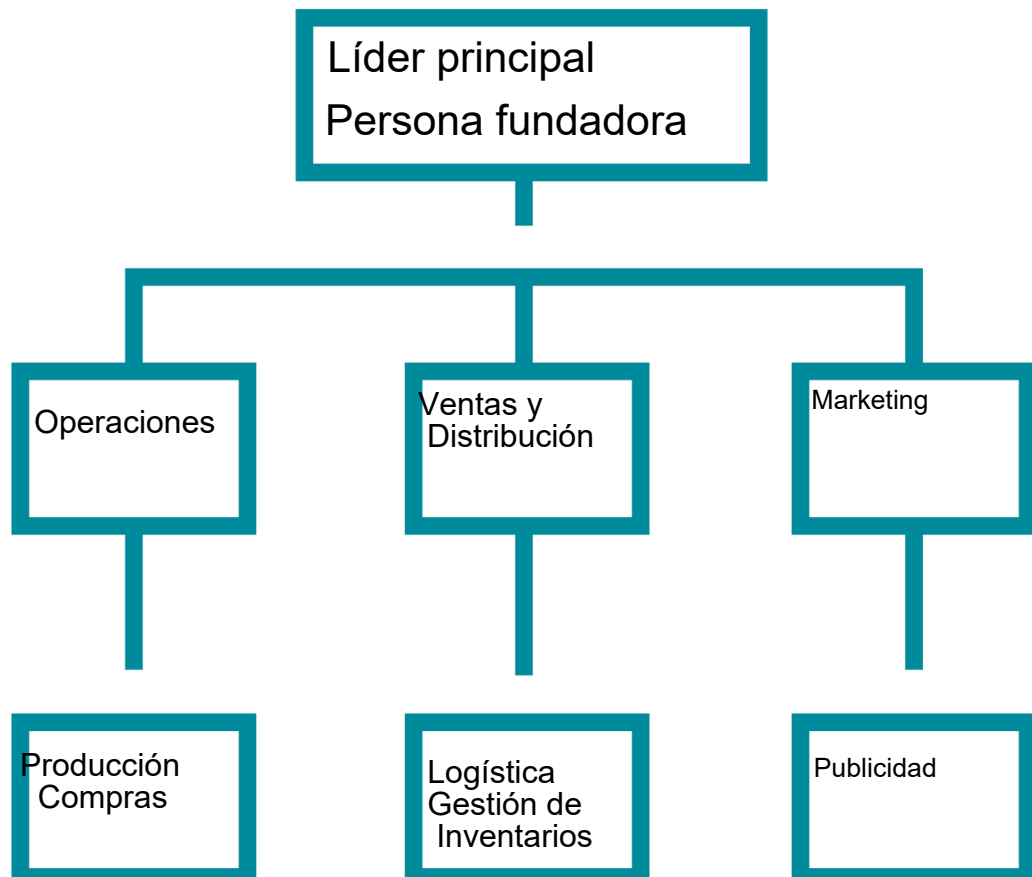 Líder principal
Persona fundadora
Operaciones
Ventas y
Distribución
Marketing
Producción
Compras
Logística
Gestión de
Inventarios
Publicidad